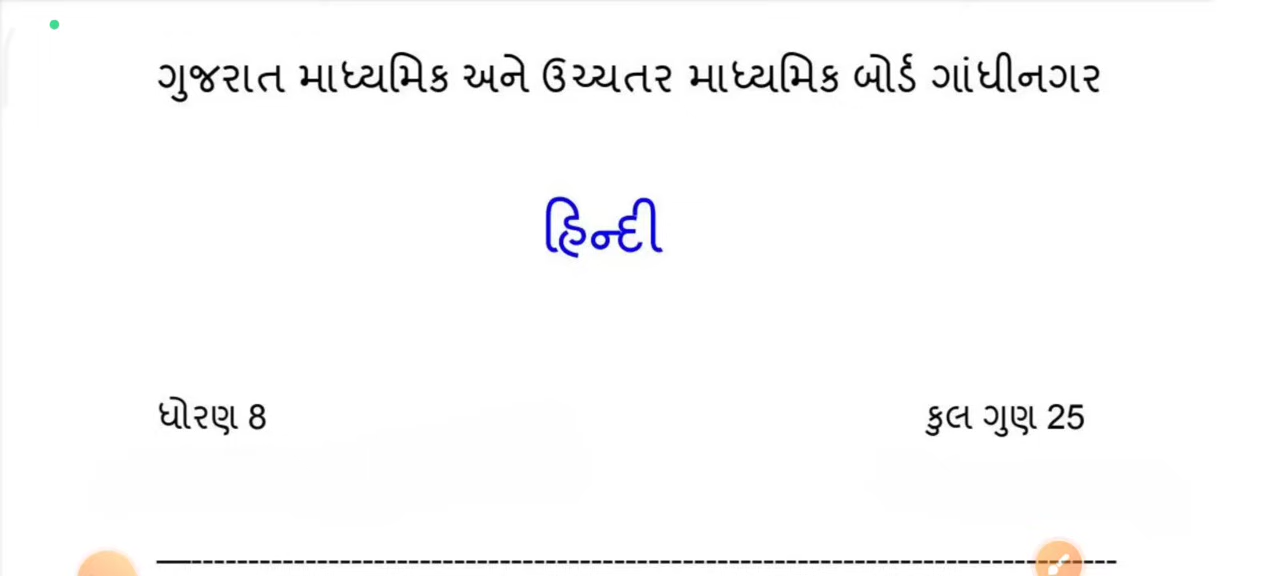 ગુજરાત માધ્યમિક અને ઉચ્ચતર માધ્યમિક બોર્ડ ગાંધીનગર
હિન્દી
ધોરણ 8 કુલ ગુણ 25